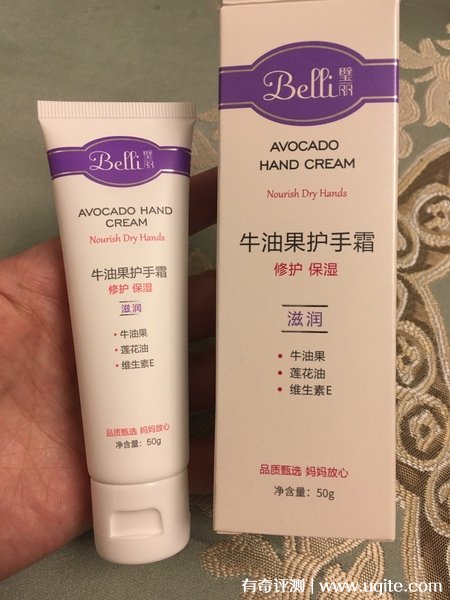 Belli 璧丽
AVOCADO HAND
CREAM
Nourish Dry Hands
牛油果护手霜
修护 保湿
滋润
• 牛油果
• 莲花油
• 维生素E
品质甄选 妈妈放心
净含量：50g
Belli 璧丽
AVOCADO
HAND CREAM
Nourish Dry Hands
牛油果护手霜
修护 保湿
滋润
• 牛油果
• 莲花油
• 维生素E
品质甄选 妈妈放心
净含量：50g
有奇评测 | www.uqite.com